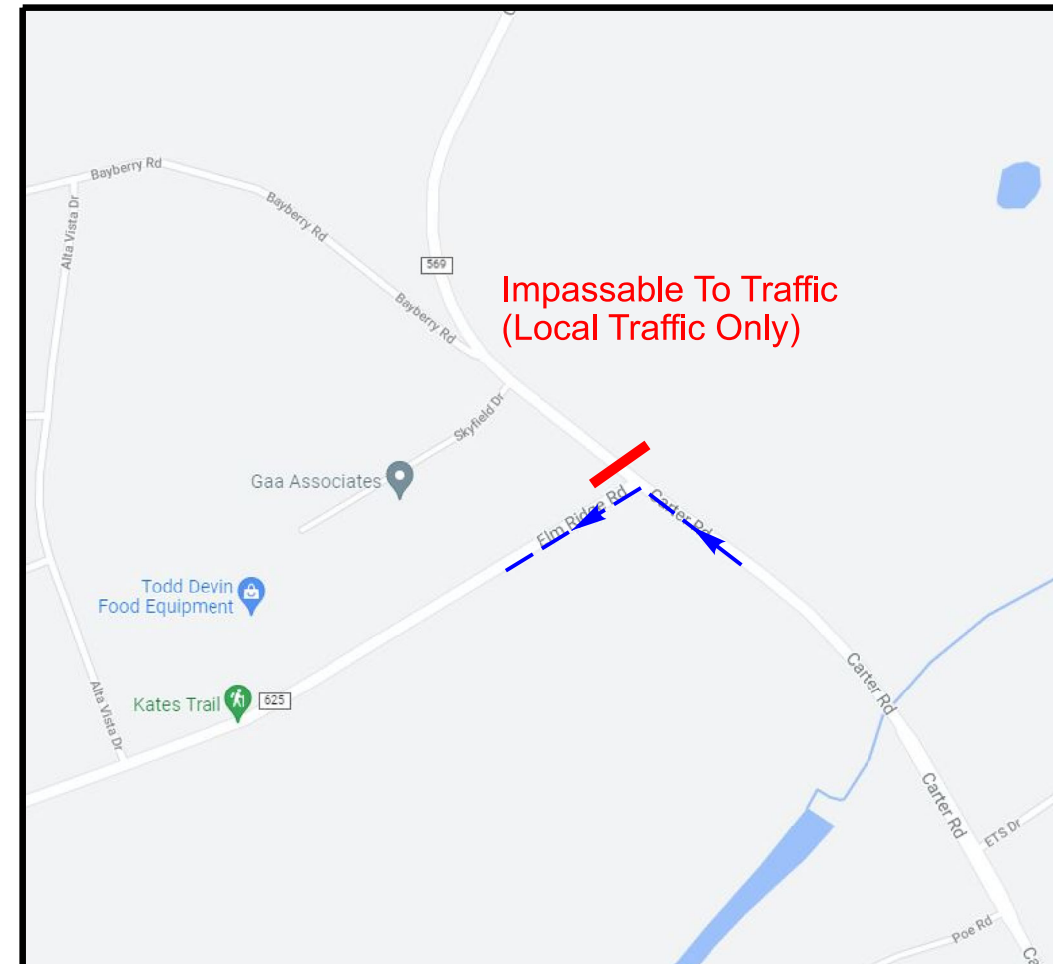 Bayberry Rd
Alta Vista Dr
Bayberry Rd
569
Impassable To Traffic
(Local Traffic Only)
Bayberry Rd
Skyfield Dr
Gaa Associates
Elm Ridge Rd
Carter Rd
Todd Devin
Food Equipment
Kates Trail
625
Alta Vista Dr
Carter Rd
Carter Rd
ETS Dr
Poe Rd
Ca